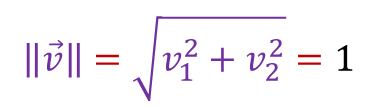 ‖v⃗‖ = √(v₁² + v₂²) = 1